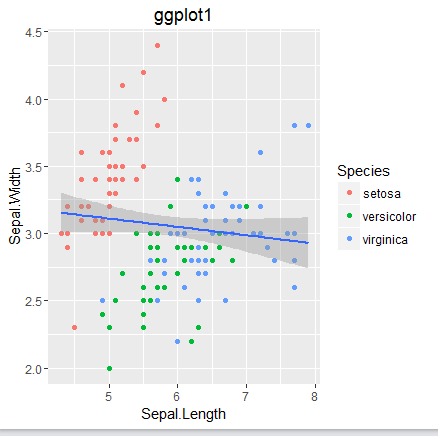 ggplot1
4.5
4.0
3.5
3.0
2.5
2.0
Sepal.Width
5
6
7
8
Sepal.Length
Species
setosa
versicolor
virginica